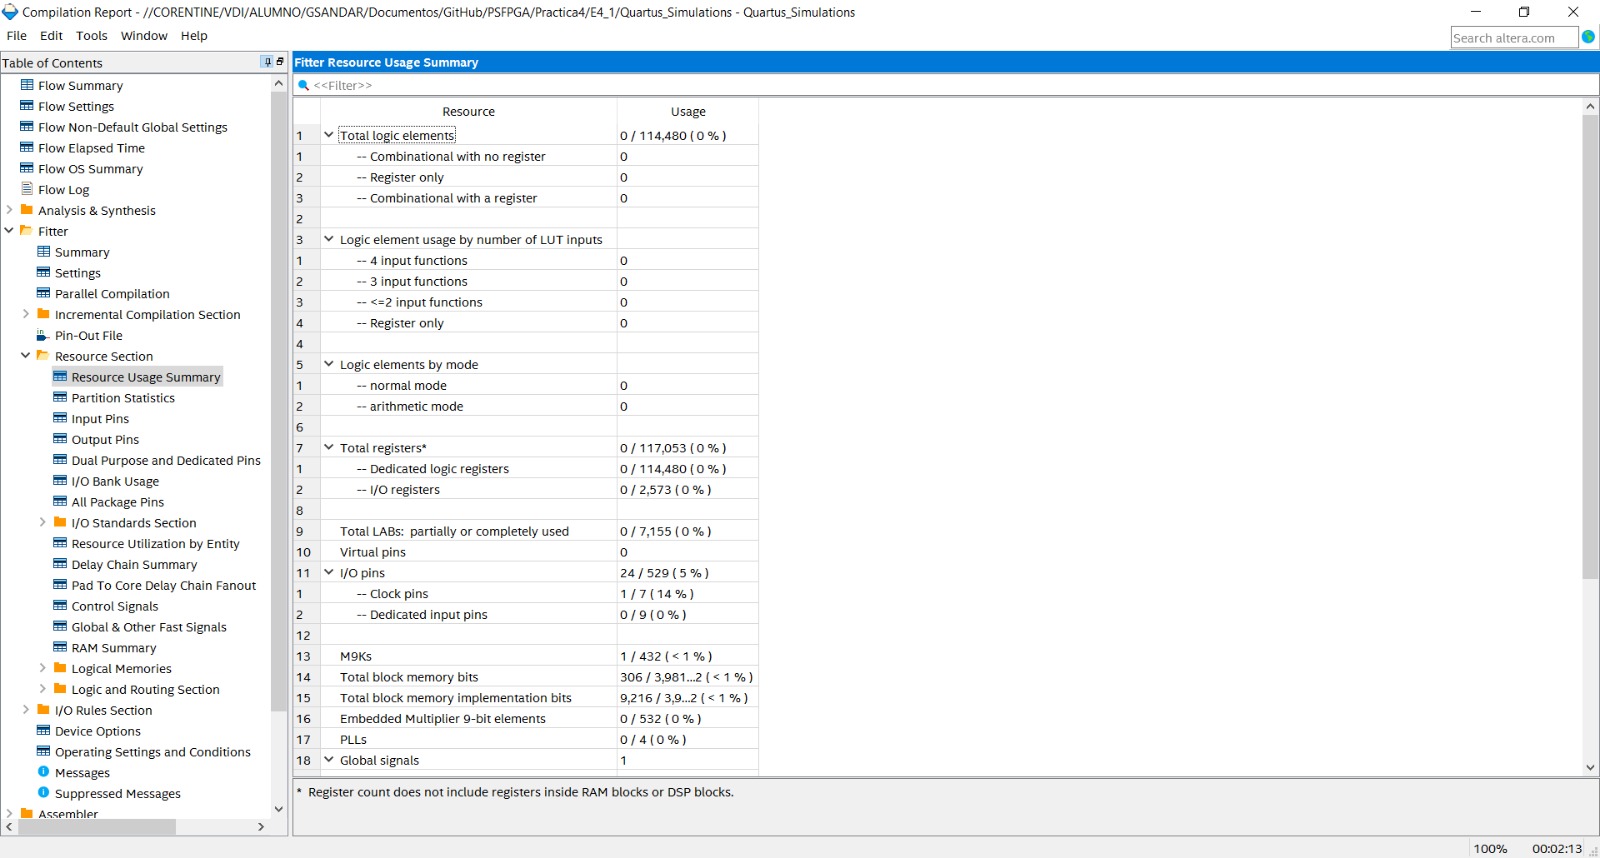 Compilation Report - //CORENTINE/VDI/ALUMNO/GSANDAR/Documentos/GitHub/PSFPGA/Practica4/E4_1/Quartus_Simulations - Quartus_Simulations
File Edit Tools Window Help
Search altera.com
Table of Contents
Flow Summary
Flow Settings
Flow Non-Default Global Settings
Flow Elapsed Time
Flow OS Summary
Flow Log
Analysis & Synthesis
Fitter
Summary
Settings
Parallel Compilation
Incremental Compilation Section
Pin-Out File
Resource Section
Resource Usage Summary
Partition Statistics
Input Pins
Output Pins
Dual Purpose and Dedicated Pins
I/O Bank Usage
All Package Pins
I/O Standards Section
Resource Utilization by Entity
Delay Chain Summary
Pad To Core Delay Chain Fanout
Control Signals
Global & Other Fast Signals
RAM Summary
Logical Memories
Logic and Routing Section
I/O Rules Section
Device Options
Operating Settings and Conditions
Messages
Suppressed Messages
Assembler
Fitter Resource Usage Summary
<<Filter>>
Resource Usage
1 Total logic elements 0 / 114,480 ( 0 % )
1 -- Combinational with no register 0
2 -- Register only 0
3 -- Combinational with a register 0
2
3 Logic element usage by number of LUT inputs
1 -- 4 input functions 0
2 -- 3 input functions 0
3 -- <=2 input functions 0
4 -- Register only 0
4
5 Logic elements by mode
1 -- normal mode 0
2 -- arithmetic mode 0
6
7 Total registers* 0 / 117,053 ( 0 % )
1 -- Dedicated logic registers 0 / 114,480 ( 0 % )
2 -- I/O registers 0 / 2,573 ( 0 % )
8
9 Total LABs: partially or completely used 0 / 7,155 ( 0 % )
10 Virtual pins 0
11 I/O pins 24 / 529 ( 5 % )
1 -- Clock pins 1 / 7 ( 14 % )
2 -- Dedicated input pins 0 / 9 ( 0 % )
12
13 M9Ks 1 / 432 ( < 1 % )
14 Total block memory bits 306 / 3,981...2 ( < 1 % )
15 Total block memory implementation bits 9,216 / 3,9...2 ( < 1 % )
16 Embedded Multiplier 9-bit elements 0 / 532 ( 0 % )
17 PLLs 0 / 4 ( 0 % )
18 Global signals 1
* Register count does not include registers inside RAM blocks or DSP blocks.
100% 00:02:13